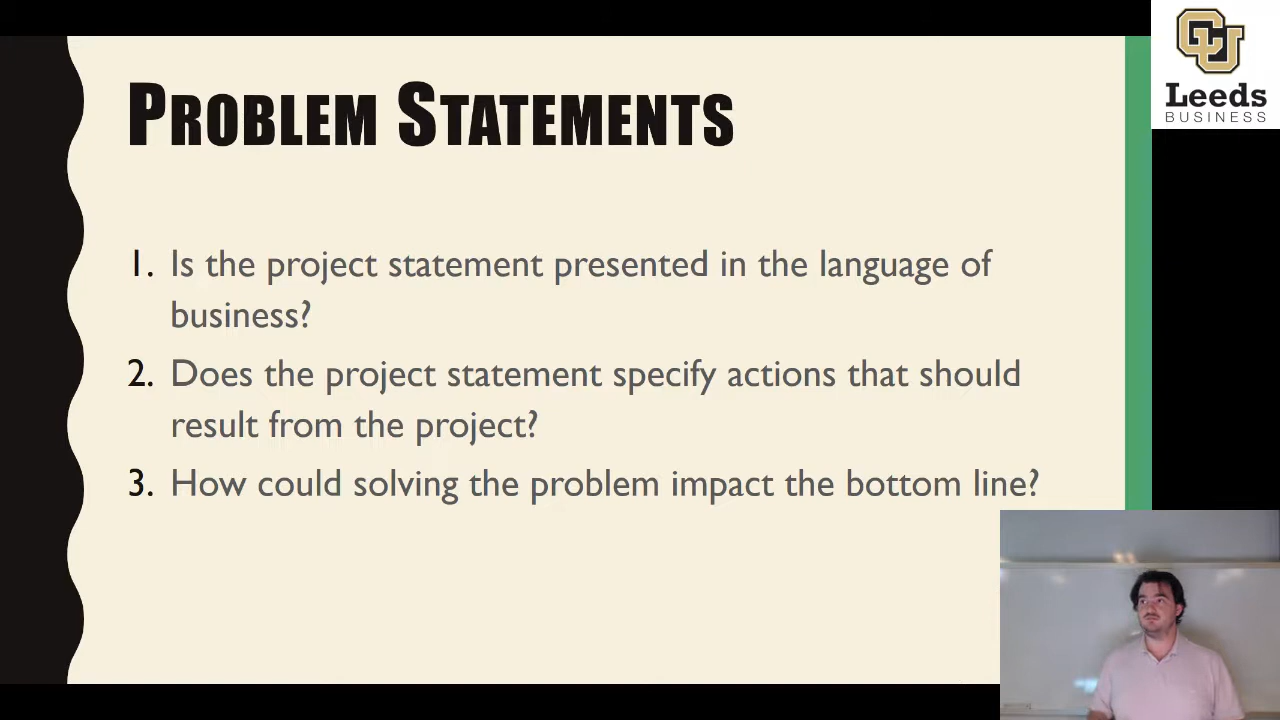 PROBLEM STATEMENTS
1. Is the project statement presented in the language of
business?
2. Does the project statement specify actions that should
result from the project?
3. How could solving the problem impact the bottom line?
CU
Leeds
BUSINESS